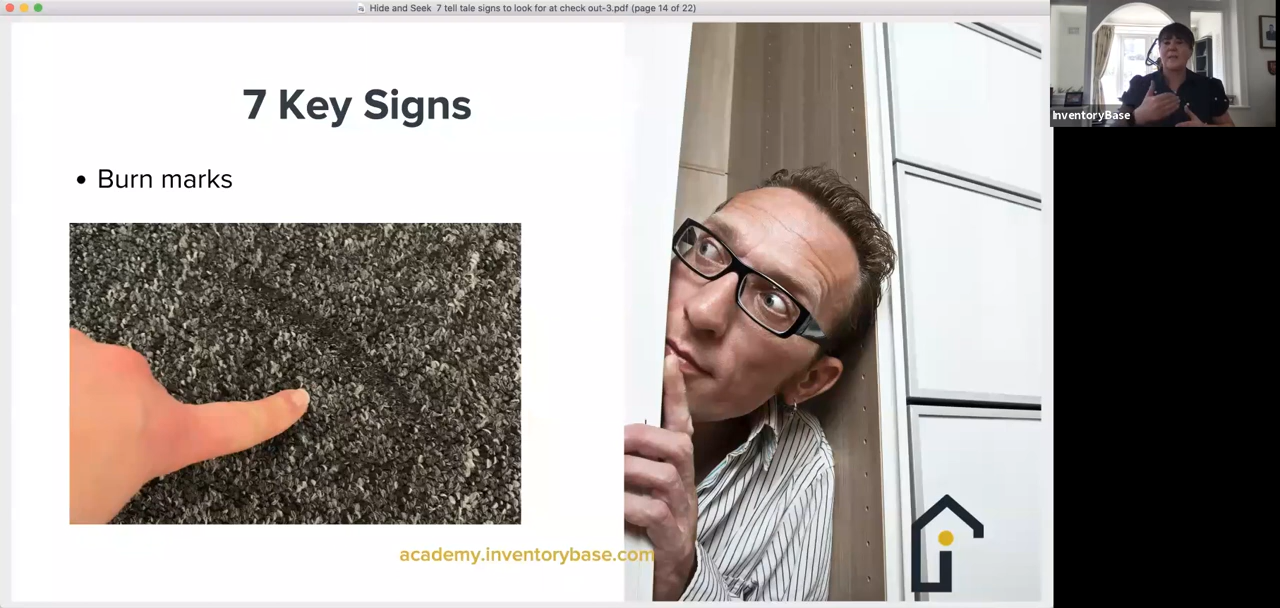 Hide and Seek 7 tell tale signs to look for at check out-3.pdf (page 14 of 22)
7 Key Signs
• Burn marks
academy.inventorybase.com
InventoryBase